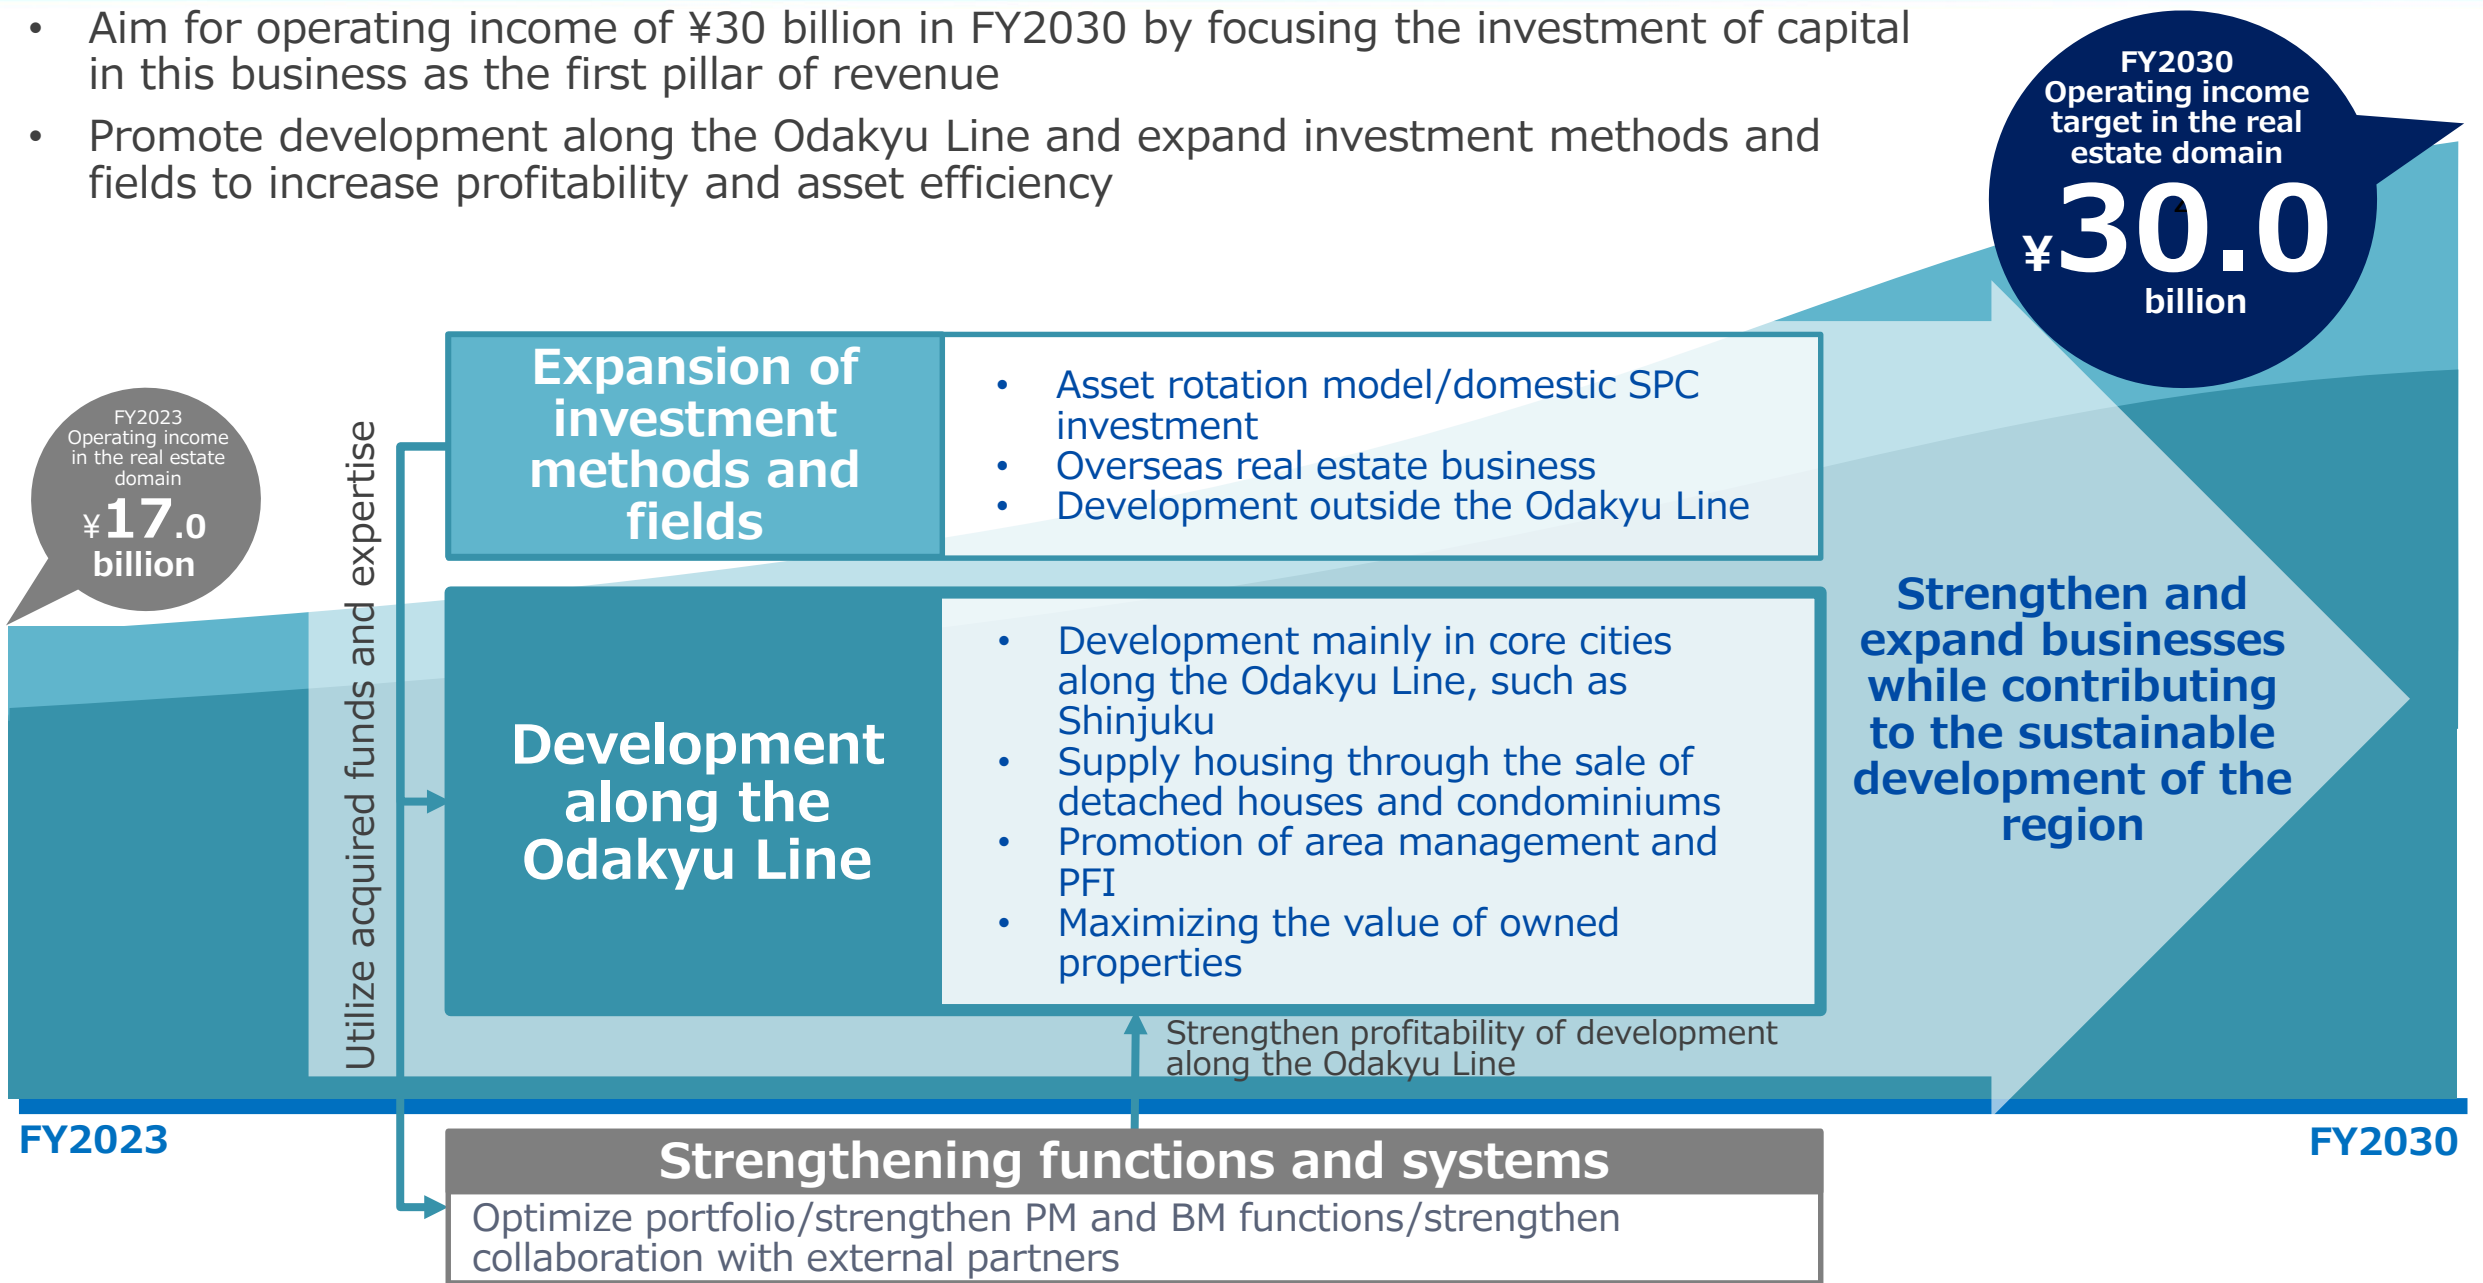 • Aim for operating income of ¥30 billion in FY2030 by focusing the investment of capital
in this business as the first pillar of revenue
• Promote development along the Odakyu Line and expand investment methods and
fields to increase profitability and asset efficiency
FY2030
Operating income
target in the real
estate domain
¥30.0
billion
FY2023
Operating income
in the real estate
domain
¥17.0
billion
Utilize acquired funds and expertise
Expansion of
investment
methods and
fields
• Asset rotation model/domestic SPC
investment
• Overseas real estate business
• Development outside the Odakyu Line
Development
along the
Odakyu Line
• Development mainly in core cities
along the Odakyu Line, such as
Shinjuku
• Supply housing through the sale of
detached houses and condominiums
• Promotion of area management and
PFI
• Maximizing the value of owned
properties
Strengthen and
expand businesses
while contributing
to the sustainable
development of the
region
Strengthen profitability of development
along the Odakyu Line
FY2023
FY2030
Strengthening functions and systems
Optimize portfolio/strengthen PM and BM functions/strengthen
collaboration with external partners